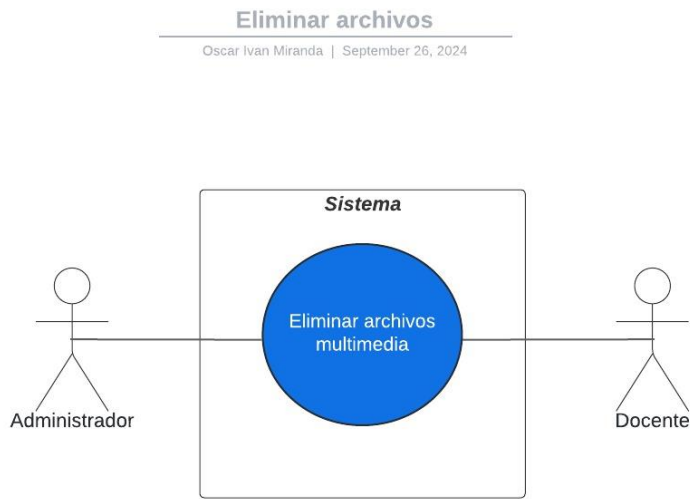 Eliminar archivos
Oscar Ivan Miranda | September 26, 2024
Sistema
Eliminar archivos
multimedia
Administrador
Docente